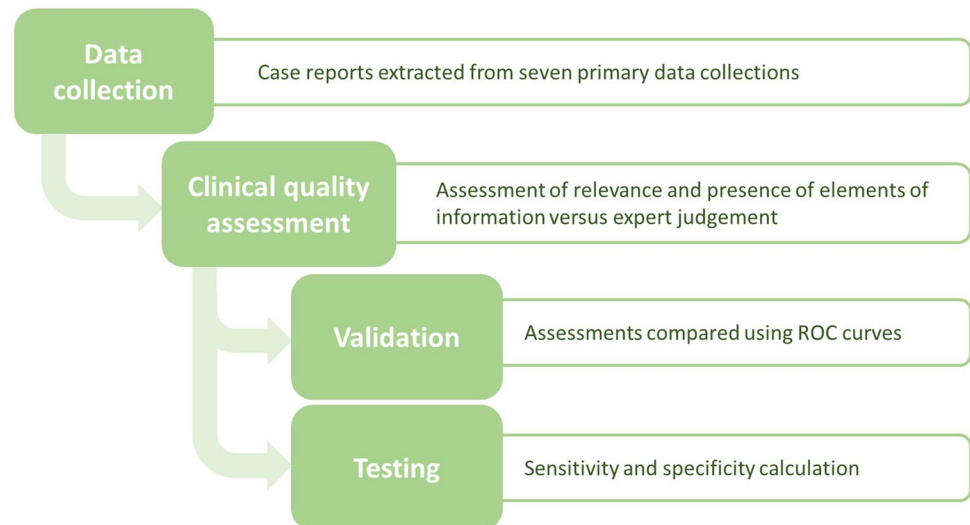 Data
collection
Case reports extracted from seven primary data collections
Clinical quality
assessment
Assessment of relevance and presence of elements of
information versus expert judgement
Validation
Assessments compared using ROC curves
Testing
Sensitivity and specificity calculation